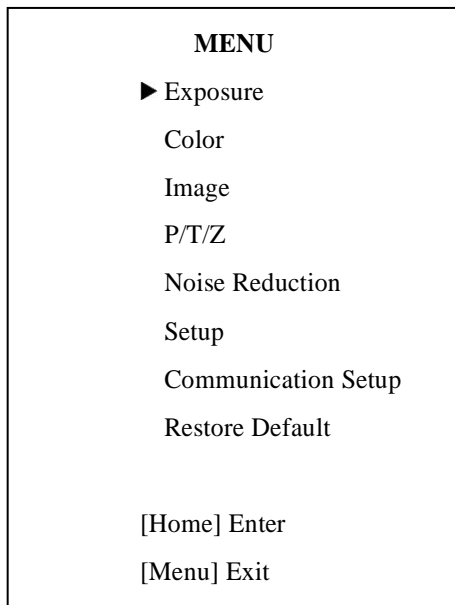 MENU
▶ Exposure
Color
Image
P/T/Z
Noise Reduction
Setup
Communication Setup
Restore Default
[Home] Enter
[Menu] Exit